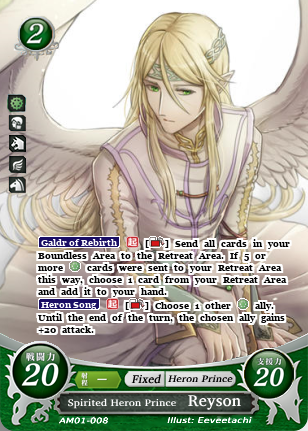 2
Galdr of Rebirth 起 [ ] Send all cards in your
Boundless Area to the Retreat Area. If 5 or
more cards were sent to your Retreat Area
this way, choose 1 card from your Retreat Area
and add it to your hand.
Heron Song 起 [ ] Choose 1 other ally.
Until the end of the turn, the chosen ally gains
+20 attack.
戦闘力
20
射程 —
Fixed
Heron Prince
支援力
20
Spirited Heron Prince Reyson
AM01-008
Illust: Eeveetachi